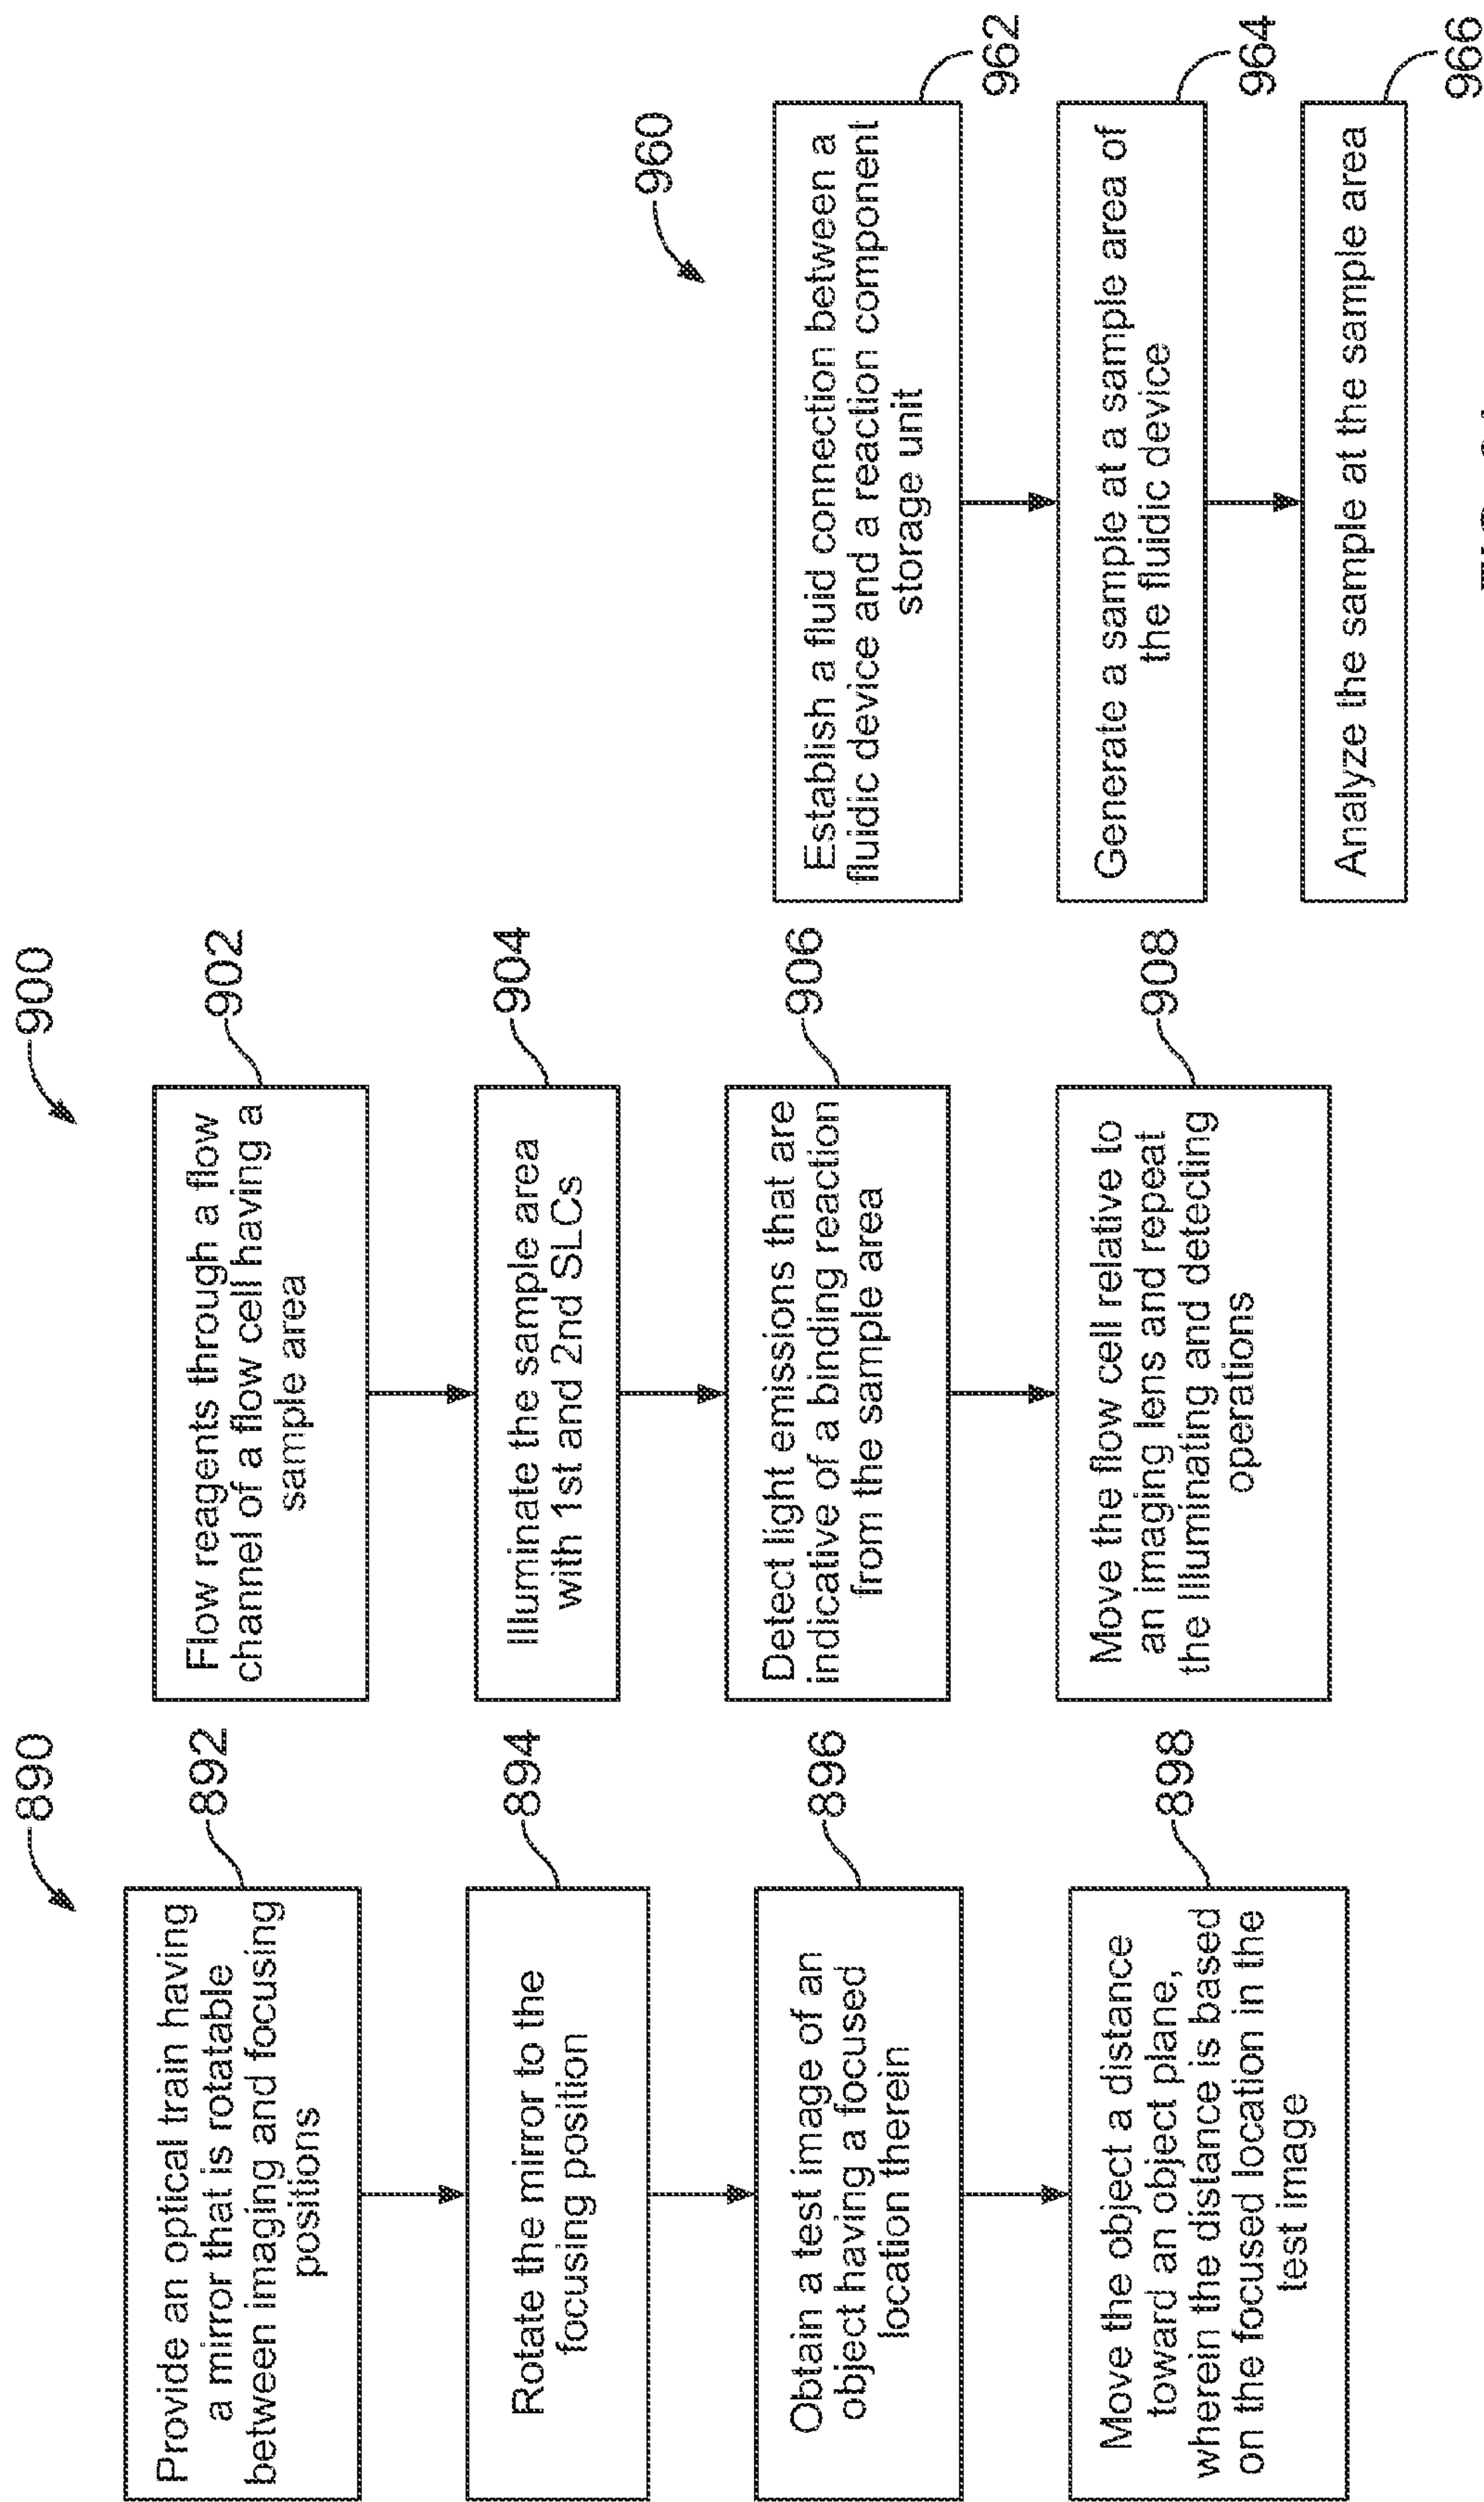 890
Provide an optical train having
a mirror that is rotatable
between imaging and focusing
positions
892
Rotate the mirror to the
focusing position
894
Obtain a test image of an
object having a focused
location therein
896
Move the object a distance
toward an object plane,
wherein the distance is based
on the focused location in the
test image
898
900
Flow reagents through a flow
channel of a flow cell having a
sample area
902
Illuminate the sample area
with 1st and 2nd SLCs
904
Detect light emissions that are
indicative of a binding reaction
from the sample area
906
Move the flow cell relative to
an imaging lens and repeat
the illuminating and detecting
operations
908
960
Establish a fluid connection between a
fluidic device and a reaction component
storage unit
962
Generate a sample at a sample area of
the fluidic device
964
Analyze the sample at the sample area
966